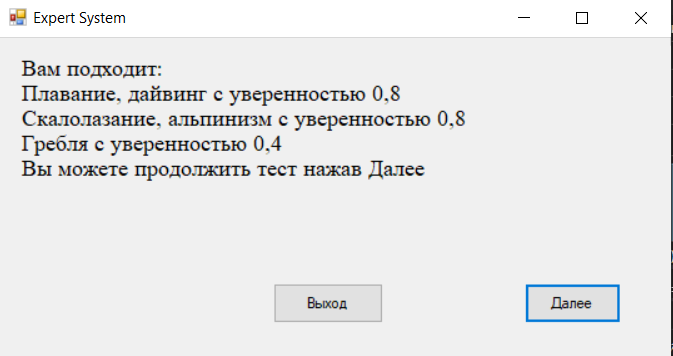 Expert System
Вам подходит:
Плавание, дайвинг с уверенностью 0,8
Скалолазание, альпинизм с уверенностью 0,8
Гребля с уверенностью 0,4
Вы можете продолжить тест нажав Далее
Выход
Далее